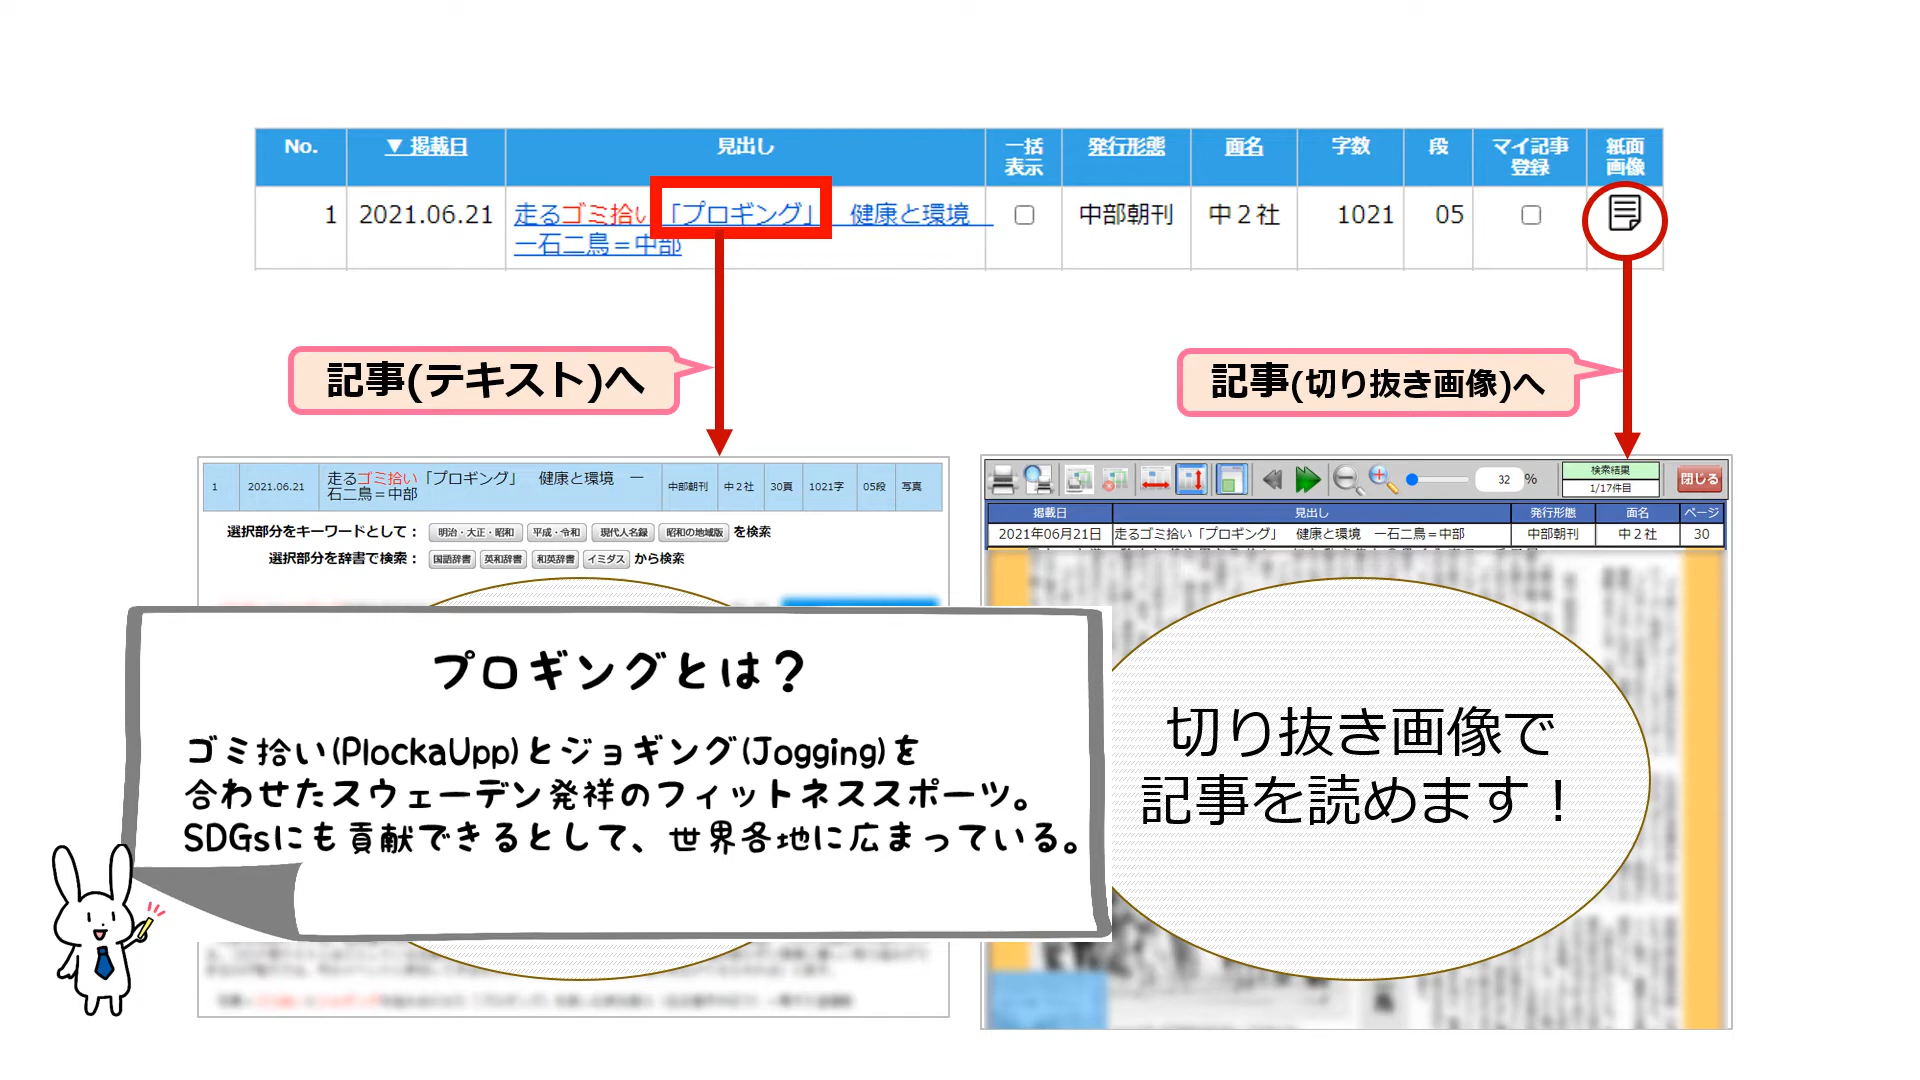 No. ▼ 掲載日 見出し 一括表示 発行形態 面名 字数 段 マイ記事登録 紙面画像
1 2021.06.21 走るゴミ拾い「プロギング」　健康と環境　 中部朝刊 中２社 1021 05
一石二鳥＝中部
記事(テキスト)へ
記事(切り抜き画像)へ
1 2021.06.21 走るゴミ拾い「プロギング」　健康と環境　一 中部朝刊 中２社 30頁 1021字 05段 写真
石二鳥＝中部
選択部分をキーワードとして： 明治・大正・昭和 平成・令和 現代人名録 昭和の地域版 を検索
選択部分を辞書で検索： 国語辞書 英和辞書 和英辞書 イミダス から検索
32 % 検索結果 閉じる
1/17件目
掲載日 見出し 発行形態 面名 ページ
2021年06月21日 走るゴミ拾い「プロギング」　健康と環境　一石二鳥＝中部 中部朝刊 中２社 30
プロギングとは？
ゴミ拾い(PlockaUpp)とジョギング(Jogging)を
合わせたスウェーデン発祥のフィットネススポーツ。
SDGsにも貢献できるとして、世界各地に広まっている。
切り抜き画像で
記事を読めます！